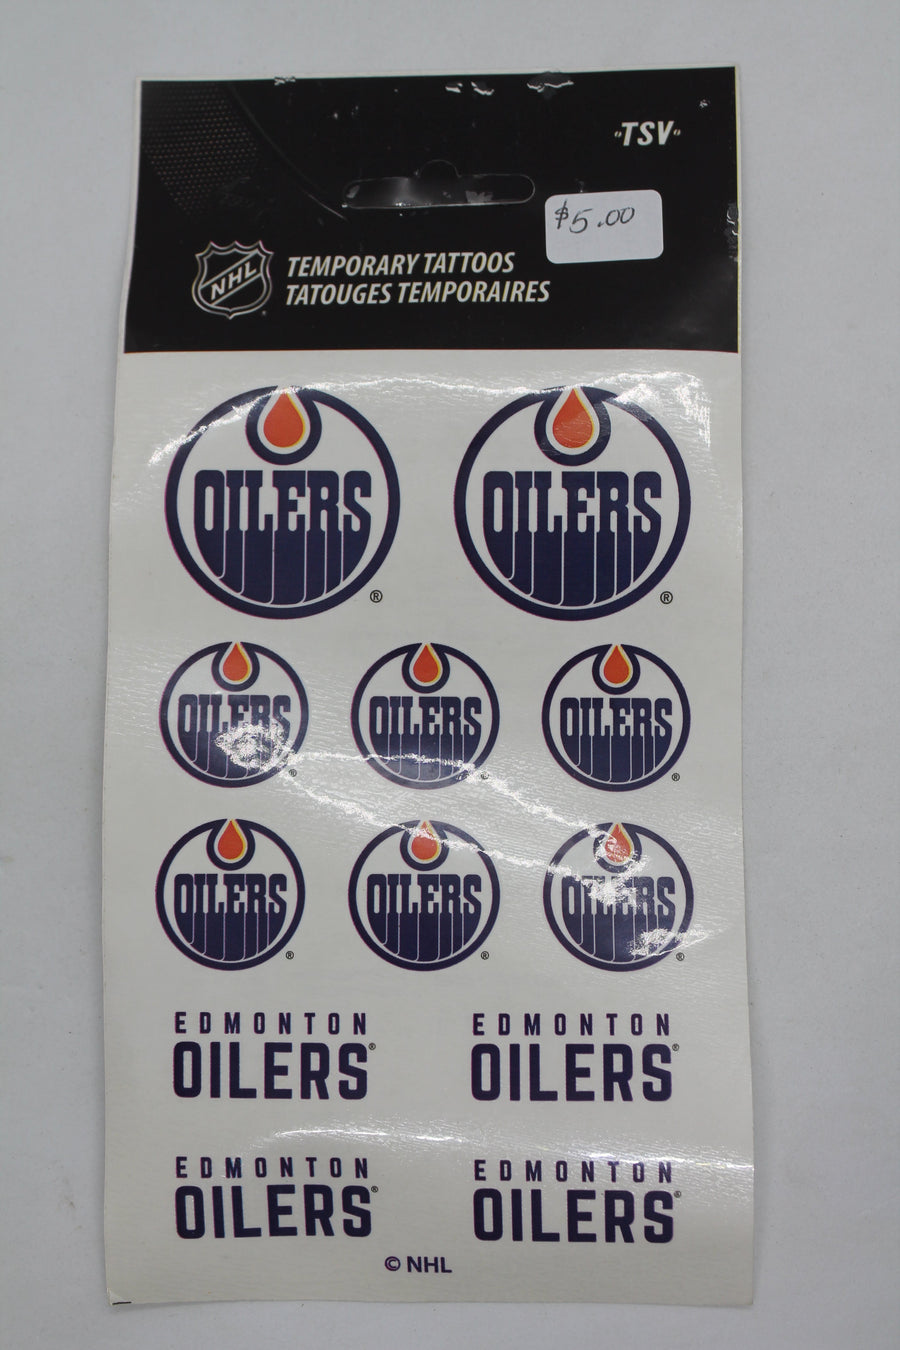 "TSV"
$5.00
NHL
TEMPORARY TATTOOS
TATOUGES TEMPORAIRES
OILERS ® OILERS ®
OILERS ® OILERS ® OILERS ®
OILERS ® OILERS ® OILERS ®
EDMONTON EDMONTON
OILERS® OILERS®
EDMONTON EDMONTON
OILERS® OILERS®
© NHL